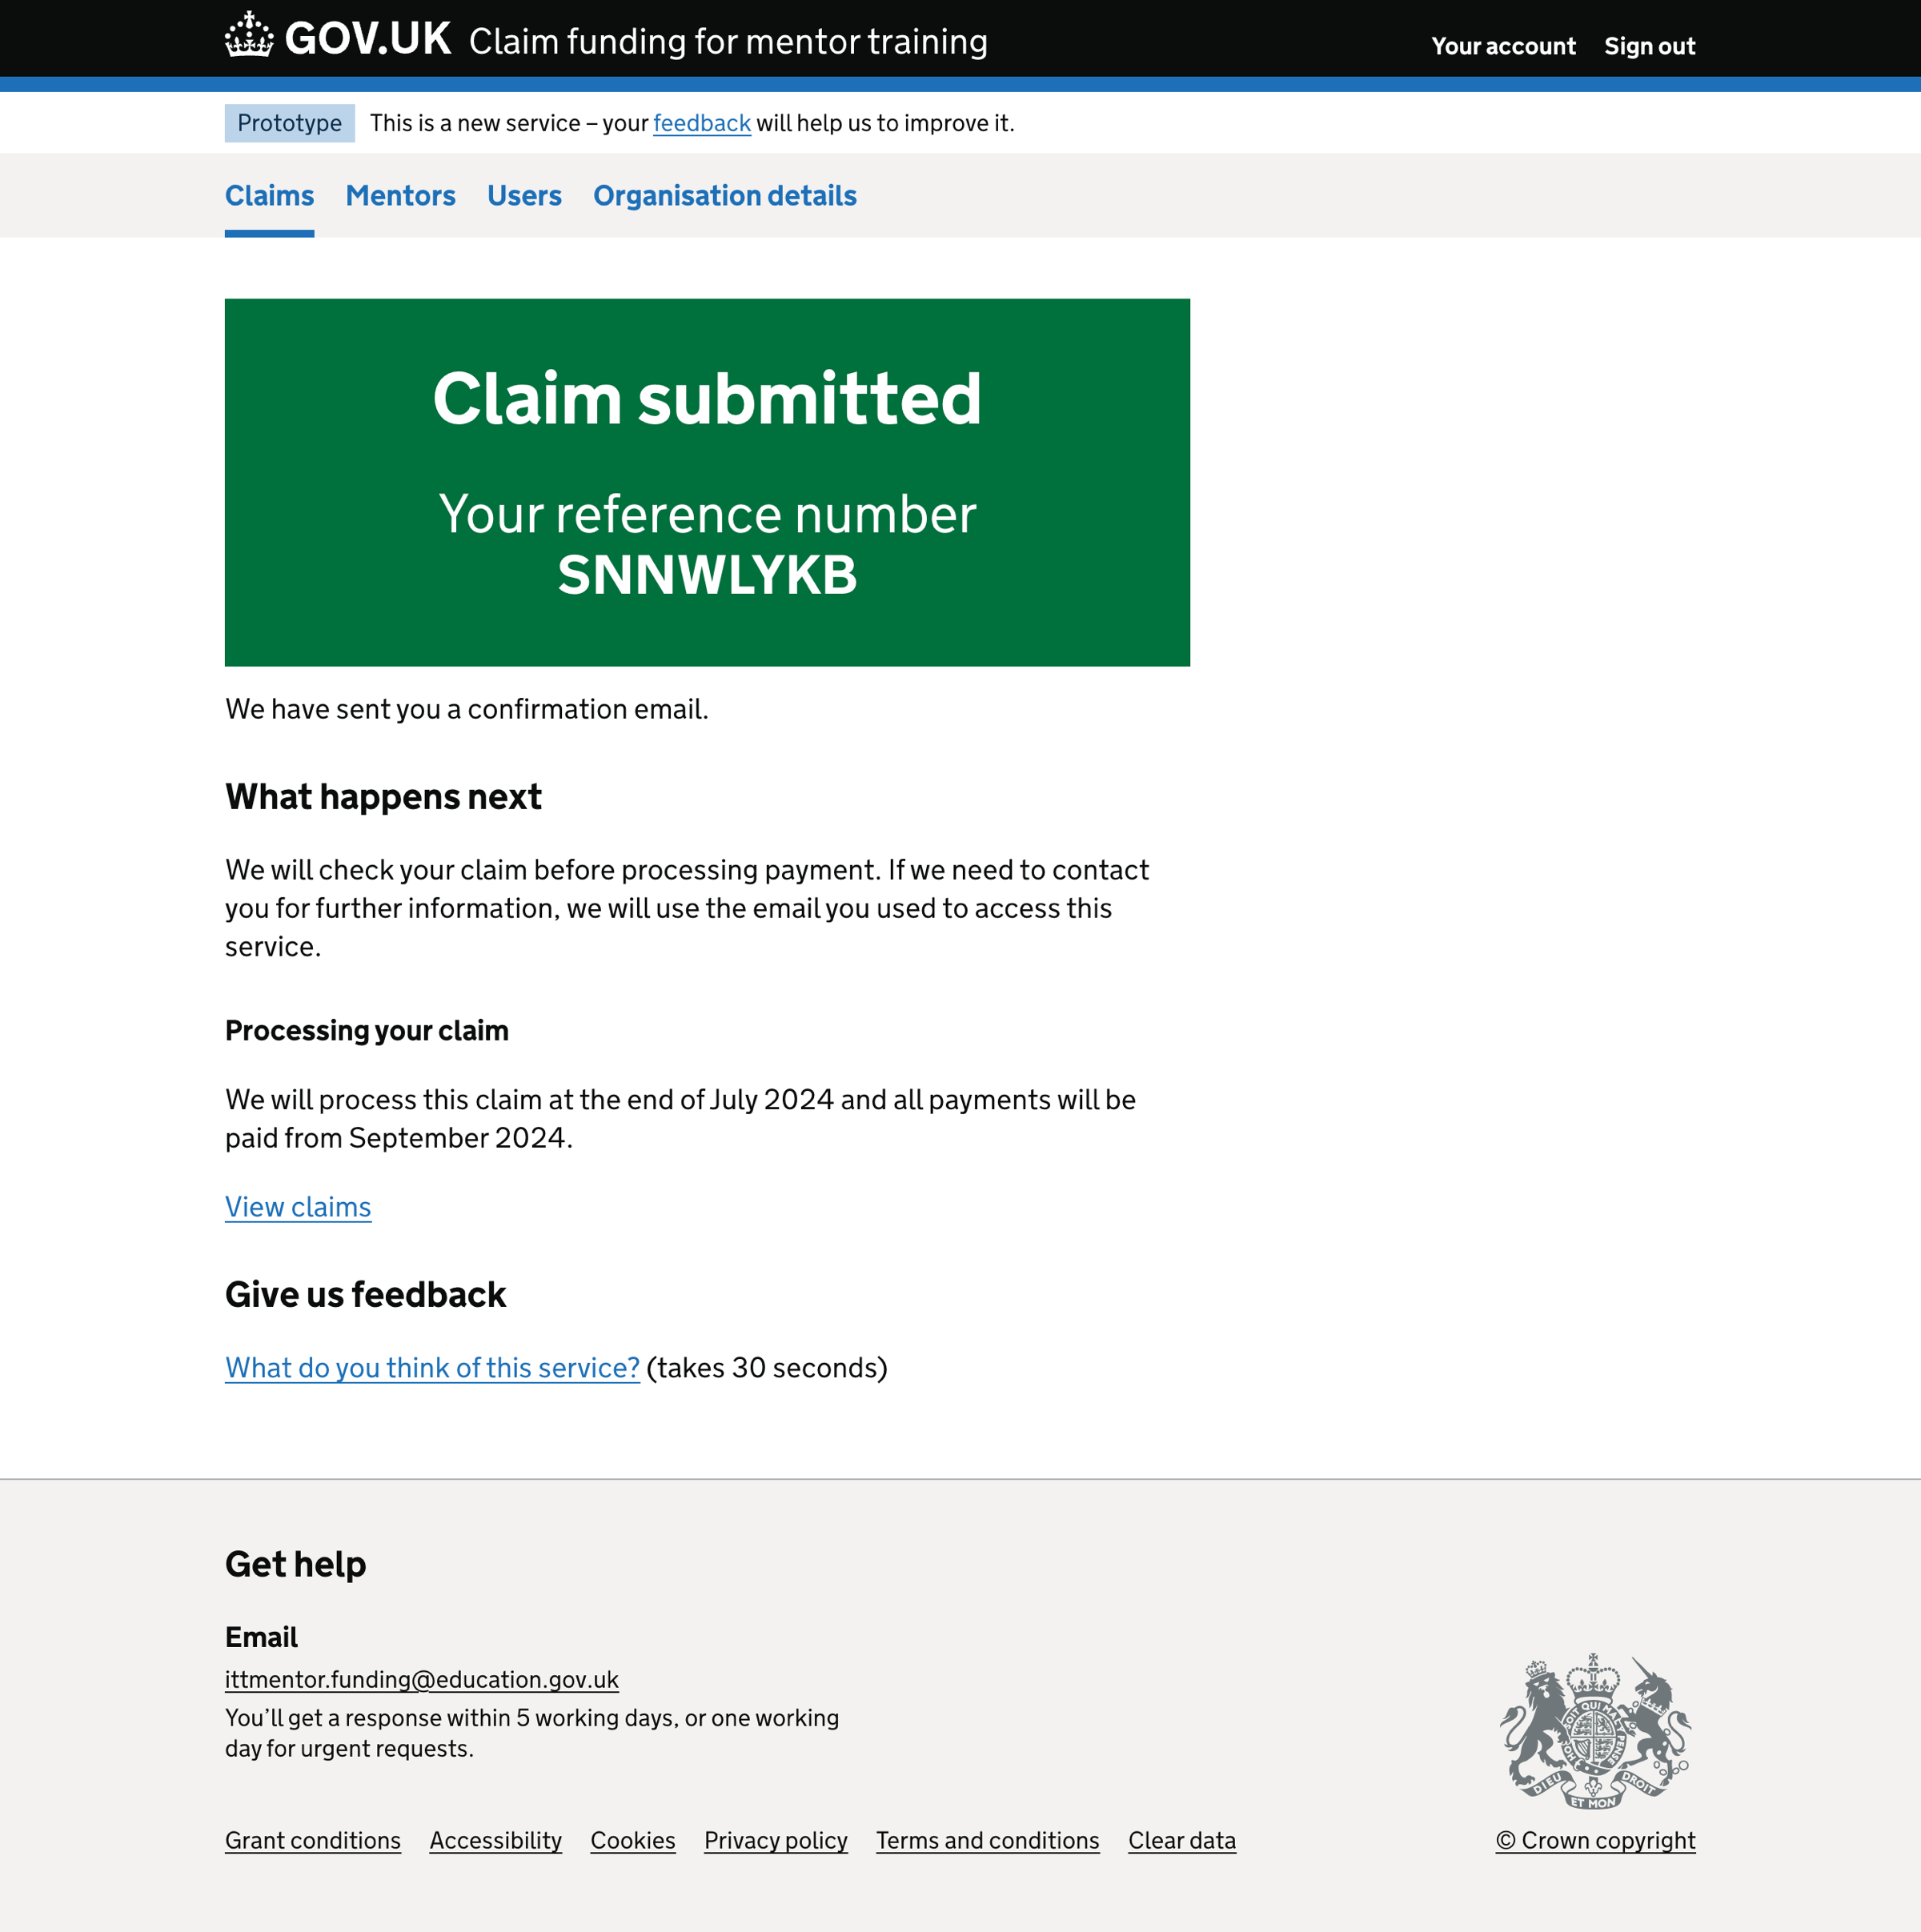 GOV.UK Claim funding for mentor training
Your account Sign out
Prototype This is a new service – your feedback will help us to improve it.
Claims Mentors Users Organisation details
Claim submitted
Your reference number
SNNWLYKB
We have sent you a confirmation email.
What happens next
We will check your claim before processing payment. If we need to contact
you for further information, we will use the email you used to access this
service.
Processing your claim
We will process this claim at the end of July 2024 and all payments will be
paid from September 2024.
View claims
Give us feedback
What do you think of this service? (takes 30 seconds)
Get help
Email
ittmentor.funding@education.gov.uk
You’ll get a response within 5 working days, or one working
day for urgent requests.
DIEU ET MON DROIT
Grant conditions Accessibility Cookies Privacy policy Terms and conditions Clear data
© Crown copyright